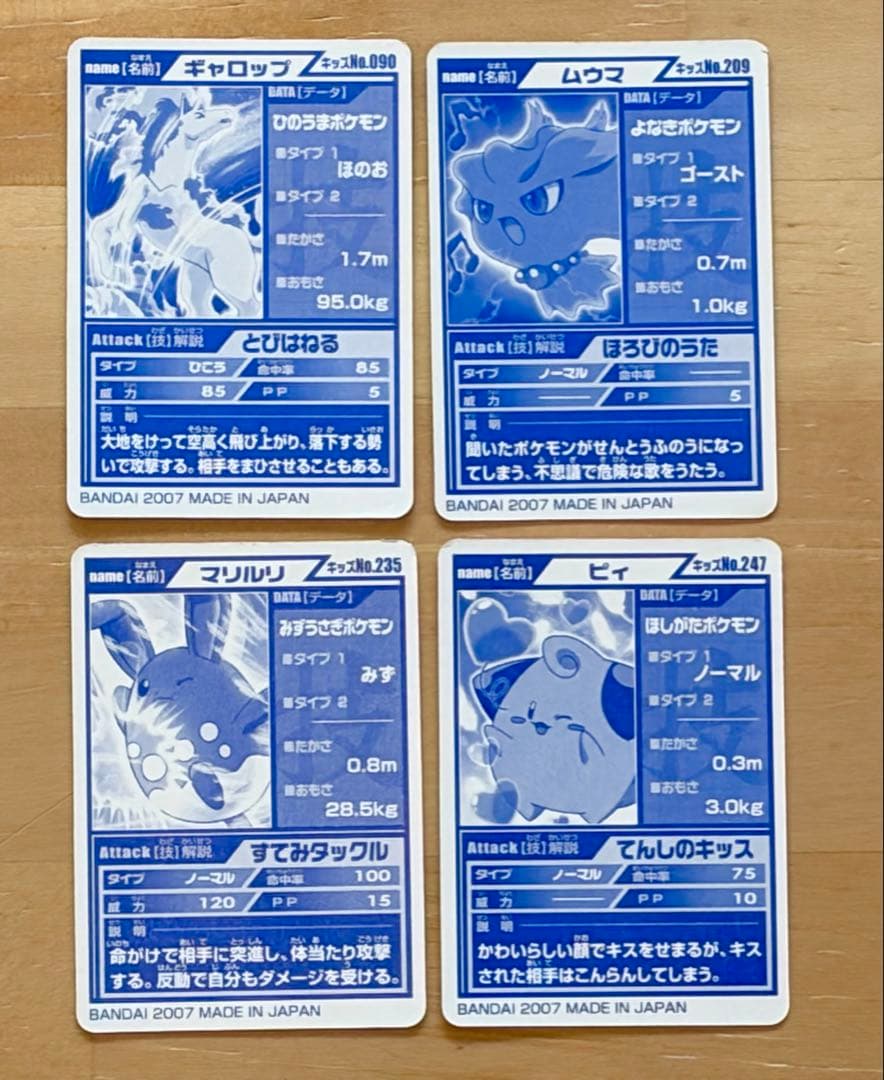 name【名前】 ギャロップ キッズNo.090
DATA【データ】
ひのうまポケモン
■タイプ 1
ほのお
■タイプ 2
■たかさ
1.7m
■おもさ
95.0kg
Attack【技】解説 とびはねる
タイプ ひこう 命中率 85
威力 85 PP 5
説明
大地をけって空高く飛び上がり、落下する勢
いで攻撃する。相手をまひさせることもある。
BANDAI 2007 MADE IN JAPAN
name【名前】 ムウマ キッズNo.209
DATA【データ】
よなきポケモン
■タイプ 1
ゴースト
■タイプ 2
■たかさ
0.7m
■おもさ
1.0kg
Attack【技】解説 ほろびのうた
タイプ ノーマル 命中率 ——
威力 —— PP 5
説明
聞いたポケモンがせんとうふのうになっ
てしまう、不思議で危険な歌をうたう。
BANDAI 2007 MADE IN JAPAN
name【名前】 マリルリ キッズNo.235
DATA【データ】
みずうさぎポケモン
■タイプ 1
みず
■タイプ 2
■たかさ
0.8m
■おもさ
28.5kg
Attack【技】解説 すてみタックル
タイプ ノーマル 命中率 100
威力 120 PP 15
説明
命がけで相手に突進し、体当たり攻撃
する。反動で自分もダメージを受ける。
BANDAI 2007 MADE IN JAPAN
name【名前】 ピィ キッズNo.247
DATA【データ】
ほしがたポケモン
■タイプ 1
ノーマル
■タイプ 2
■たかさ
0.3m
■おもさ
3.0kg
Attack【技】解説 てんしのキッス
タイプ ノーマル 命中率 75
威力 —— PP 10
説明
かわいらしい顔でキスをせまるが、キス
された相手はこんらんしてしまう。
BANDAI 2007 MADE IN JAPAN